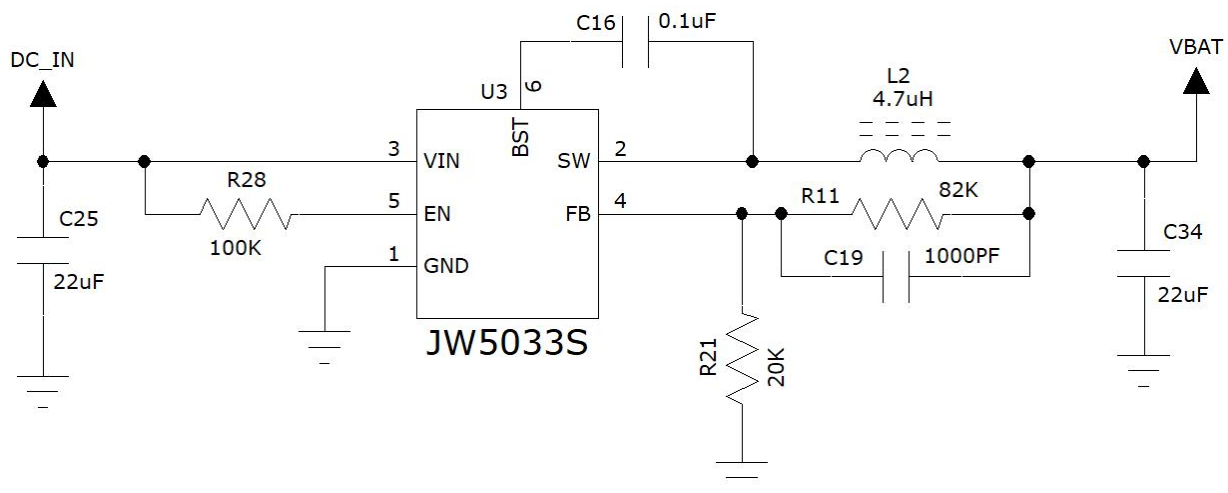 C16 0.1uF
DC_IN
VBAT
L2
4.7uH
U3
6
BST
3 VIN
SW 2
R28
100K
5 EN
FB 4
R11 82K
C25
22uF
1 GND
C19 1000PF
C34
22uF
JW5033S
R21
20K